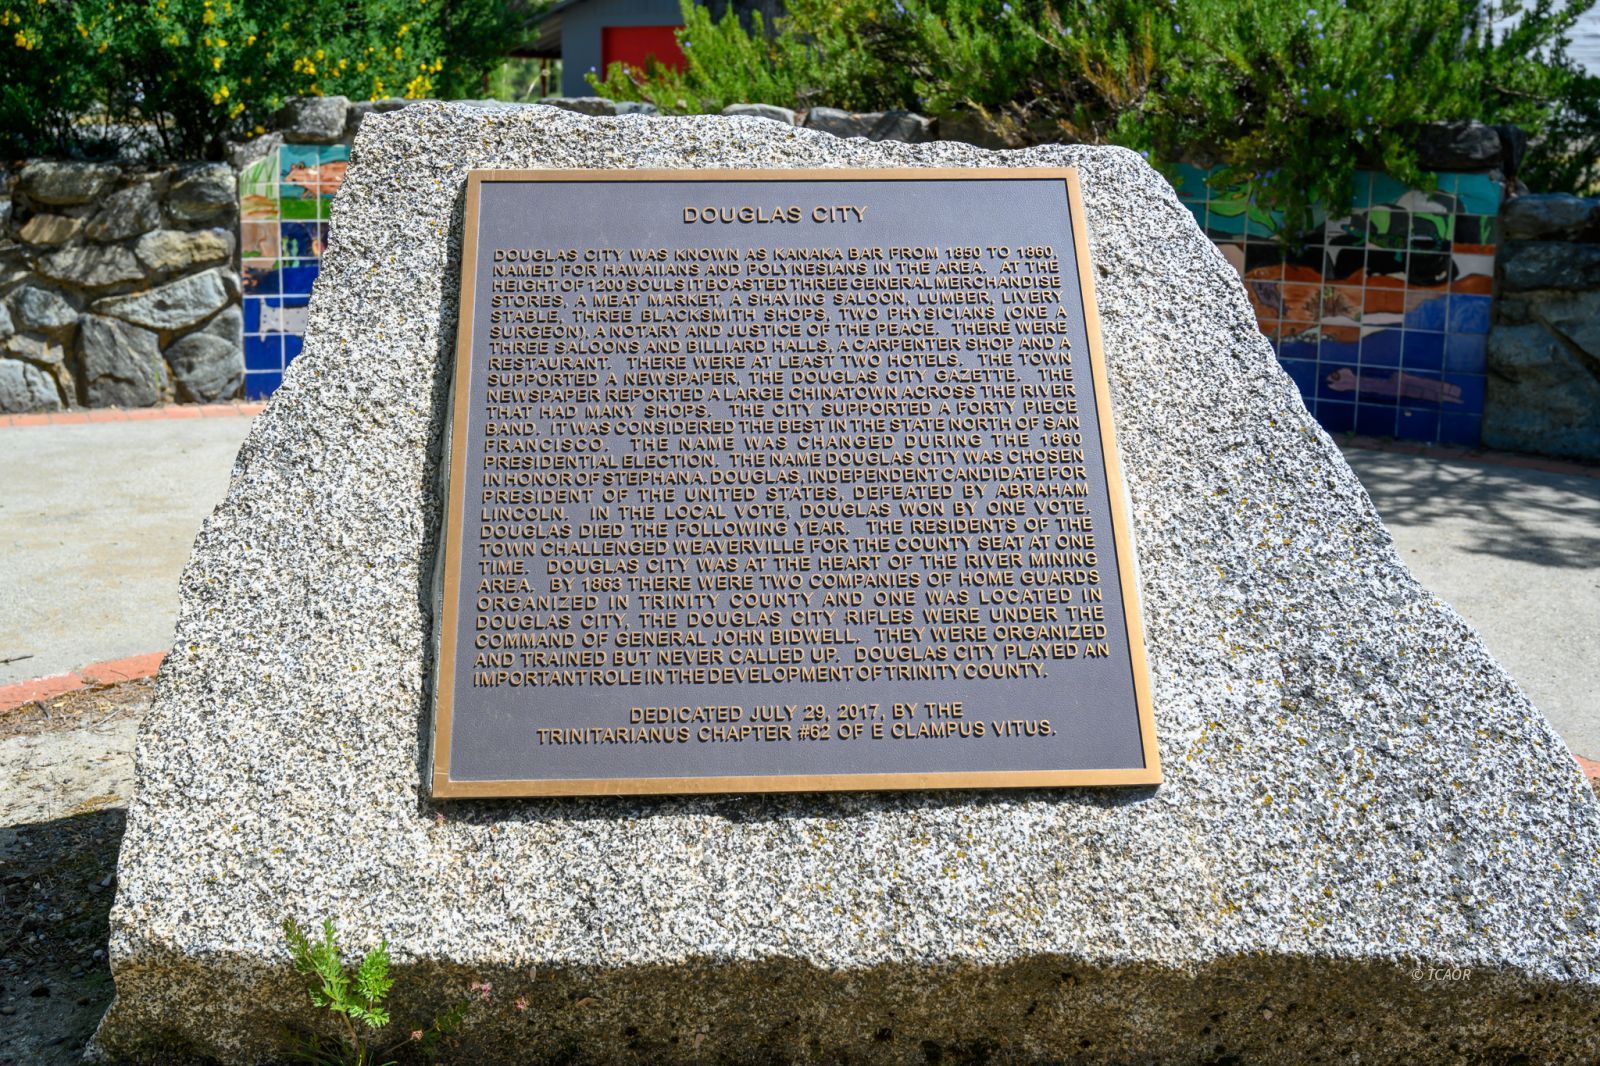 DOUGLAS CITY
DOUGLAS CITY WAS KNOWN AS KANAKA BAR FROM 1850 TO 1860,
NAMED FOR HAWAIIANS AND POLYNESIANS IN THE AREA. AT THE
HEIGHT OF 1200 SOULS IT BOASTED THREE GENERAL MERCHANDISE
STORES, A MEAT MARKET, A SHAVING SALOON, LUMBER, LIVERY
STABLE, THREE BLACKSMITH SHOPS, TWO PHYSICIANS (ONE A
SURGEON), A NOTARY AND JUSTICE OF THE PEACE. THERE WERE
THREE SALOONS AND BILLIARD HALLS, A CARPENTER SHOP AND A
RESTAURANT. THERE WERE AT LEAST TWO HOTELS. THE TOWN
SUPPORTED A NEWSPAPER, THE DOUGLAS CITY GAZETTE. THE
NEWSPAPER REPORTED A LARGE CHINATOWN ACROSS THE RIVER
THAT HAD MANY SHOPS. THE CITY SUPPORTED A FORTY PIECE
BAND. IT WAS CONSIDERED THE BEST IN THE STATE NORTH OF SAN
FRANCISCO. THE NAME WAS CHANGED DURING THE 1860
PRESIDENTIAL ELECTION. THE NAME DOUGLAS CITY WAS CHOSEN
IN HONOR OF STEPHAN A. DOUGLAS, INDEPENDENT CANDIDATE FOR
PRESIDENT OF THE UNITED STATES, DEFEATED BY ABRAHAM
LINCOLN. IN THE LOCAL VOTE, DOUGLAS WON BY ONE VOTE.
DOUGLAS DIED THE FOLLOWING YEAR. THE RESIDENTS OF THE
TOWN CHALLENGED WEAVERVILLE FOR THE COUNTY SEAT AT ONE
TIME. DOUGLAS CITY WAS AT THE HEART OF THE RIVER MINING
AREA. BY 1863 THERE WERE TWO COMPANIES OF HOME GUARDS
ORGANIZED IN TRINITY COUNTY AND ONE WAS LOCATED IN
DOUGLAS CITY, THE DOUGLAS CITY RIFLES WERE UNDER THE
COMMAND OF GENERAL JOHN BIDWELL. THEY WERE ORGANIZED
AND TRAINED BUT NEVER CALLED UP. DOUGLAS CITY PLAYED AN
IMPORTANT ROLE IN THE DEVELOPMENT OF TRINITY COUNTY.
DEDICATED JULY 29, 2017, BY THE
TRINITARIANUS CHAPTER #62 OF E CLAMPUS VITUS.
© TCAOR